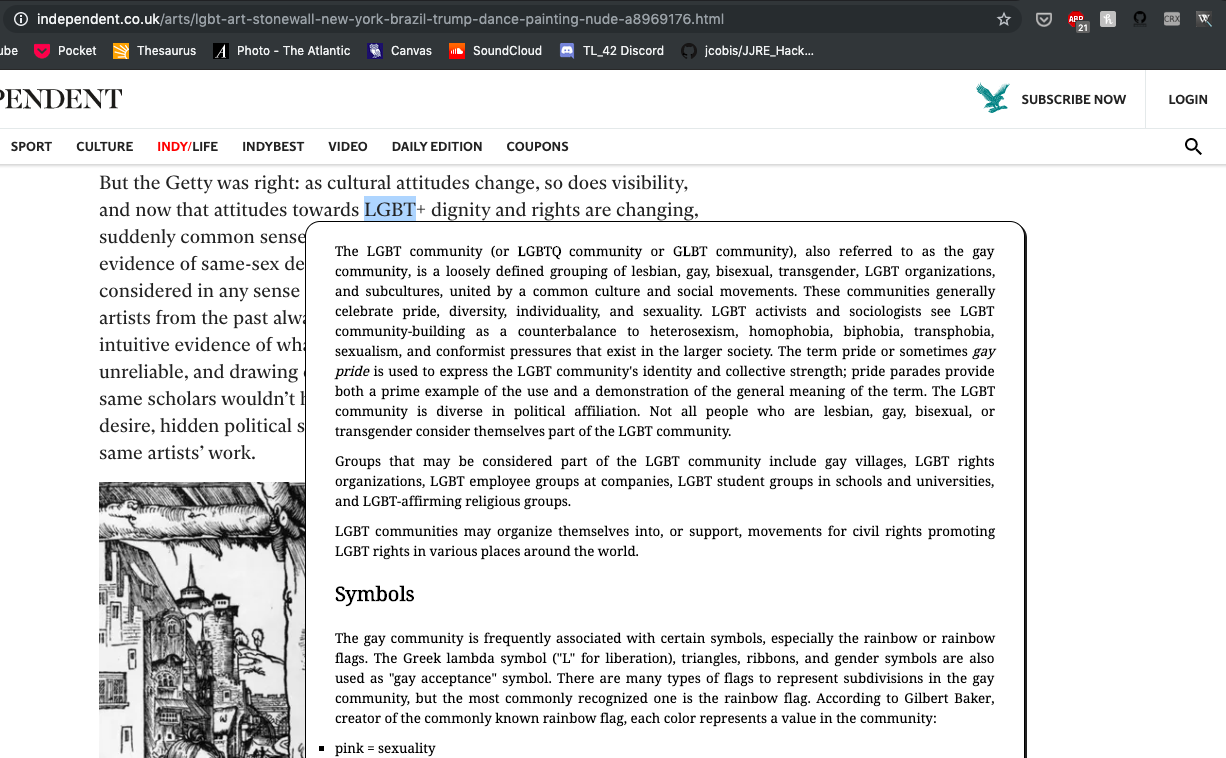 independent.co.uk/arts/lgbt-art-stonewall-new-york-brazil-trump-dance-painting-nude-a8969176.html
ABP
21
CRX
W
ube Pocket Thesaurus A Photo - The Atlantic Canvas SoundCloud TL_42 Discord jcobis/JJRE_Hack...
PENDENT
SUBSCRIBE NOW
LOGIN
SPORT CULTURE INDY/LIFE INDYBEST VIDEO DAILY EDITION COUPONS
But the Getty was right: as cultural attitudes change, so does visibility,
and now that attitudes towards LGBT+ dignity and rights are changing,
suddenly common sense
evidence of same-sex de
considered in any sense
artists from the past alwa
intuitive evidence of wha
unreliable, and drawing
same scholars wouldn't h
desire, hidden political s
same artists' work.
The LGBT community (or LGBTQ community or GLBT community), also referred to as the gay
community, is a loosely defined grouping of lesbian, gay, bisexual, transgender, LGBT organizations,
and subcultures, united by a common culture and social movements. These communities generally
celebrate pride, diversity, individuality, and sexuality. LGBT activists and sociologists see LGBT
community-building as a counterbalance to heterosexism, homophobia, biphobia, transphobia,
sexualism, and conformist pressures that exist in the larger society. The term pride or sometimes gay
pride is used to express the LGBT community's identity and collective strength; pride parades provide
both a prime example of the use and a demonstration of the general meaning of the term. The LGBT
community is diverse in political affiliation. Not all people who are lesbian, gay, bisexual, or
transgender consider themselves part of the LGBT community.
Groups that may be considered part of the LGBT community include gay villages, LGBT rights
organizations, LGBT employee groups at companies, LGBT student groups in schools and universities,
and LGBT-affirming religious groups.
LGBT communities may organize themselves into, or support, movements for civil rights promoting
LGBT rights in various places around the world.
Symbols
The gay community is frequently associated with certain symbols, especially the rainbow or rainbow
flags. The Greek lambda symbol ("L" for liberation), triangles, ribbons, and gender symbols are also
used as "gay acceptance" symbol. There are many types of flags to represent subdivisions in the gay
community, but the most commonly recognized one is the rainbow flag. According to Gilbert Baker,
creator of the commonly known rainbow flag, each color represents a value in the community:
pink = sexuality